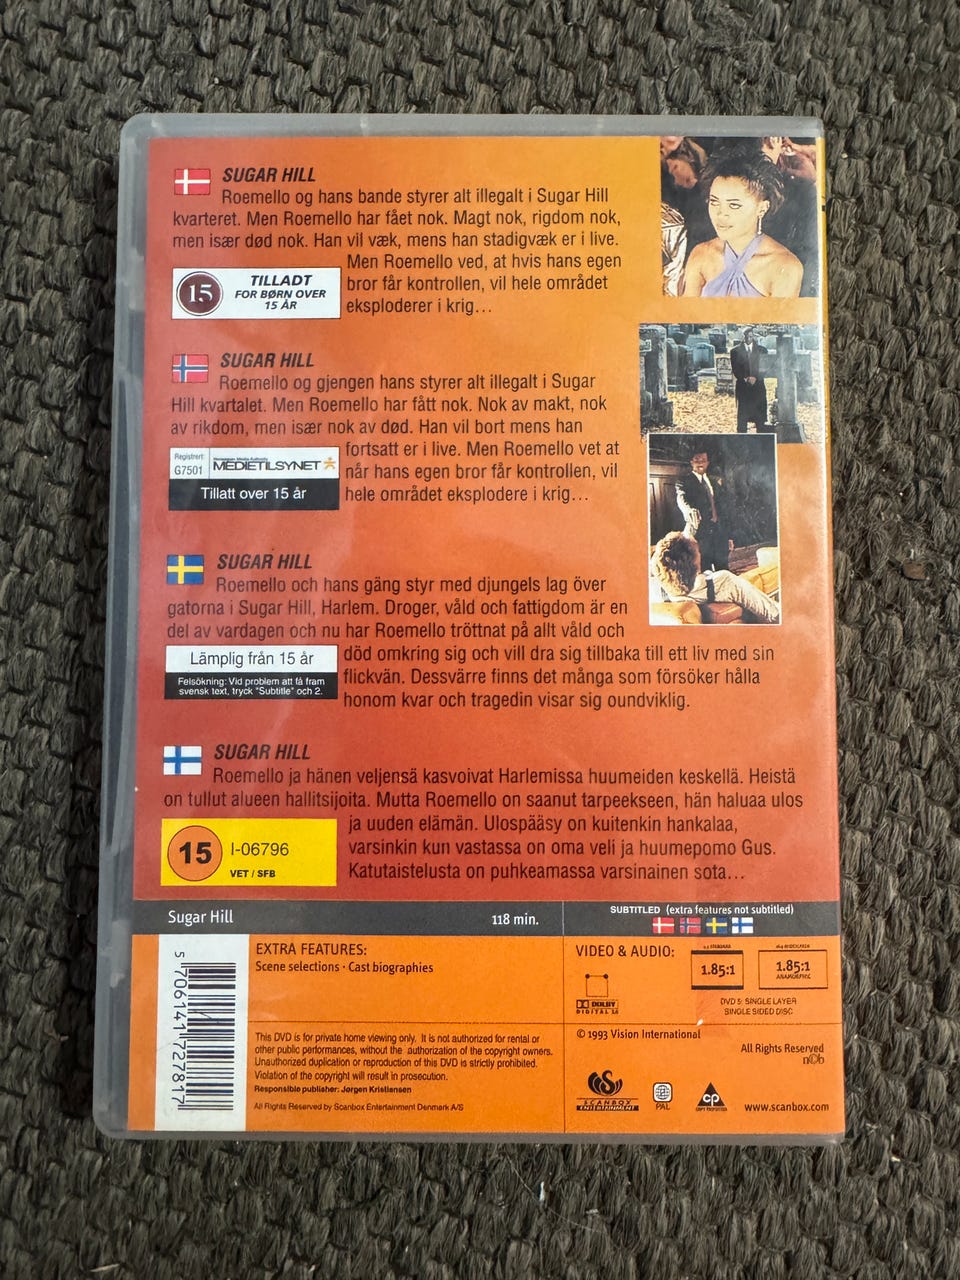 SUGAR HILL
Roemello og hans bande styrer alt illegalt i Sugar Hill
kvarteret. Men Roemello har fået nok. Magt nok, rigdom nok,
men især død nok. Han vil væk, mens han stadigvæk er i live.
Men Roemello ved, at hvis hans egen
bror får kontrollen, vil hele området
eksploderer i krig...
15
TILLADT
FOR BØRN OVER
15 ÅR
SUGAR HILL
Roemello og gjengen hans styrer alt illegalt i Sugar
Hill kvartalet. Men Roemello har fått nok. Nok av makt, nok
av rikdom, men især nok av død. Han vil bort mens han
fortsatt er i live. Men Roemello vet at
når hans egen bror får kontrollen, vil
hele området eksplodere i krig...
Registrert:
G7501
Norwegian Media Authority
MEDIETILSYNET
Tillatt over 15 år
SUGAR HILL
Roemello och hans gäng styr med djungels lag över
gatorna i Sugar Hill, Harlem. Droger, våld och fattigdom är en
del av vardagen och nu har Roemello tröttnat på allt våld och
död omkring sig och vill dra sig tillbaka till ett liv med sin
flickvän. Dessvärre finns det många som försöker hålla
honom kvar och tragedin visar sig oundviklig.
Lämplig från 15 år
Felsökning: Vid problem att få fram
svensk text, tryck "Subtitle" och 2.
SUGAR HILL
Roemello ja hänen veljensä kasvoivat Harlemissa huumeiden keskellä. Heistä
on tullut alueen hallitsijoita. Mutta Roemello on saanut tarpeekseen, hän haluaa ulos
ja uuden elämän. Ulospääsy on kuitenkin hankalaa,
varsinkin kun vastassa on oma veli ja huumepomo Gus.
Katutaistelusta on puhkeamassa varsinainen sota...
15
I-06796
VET / SFB
Sugar Hill
118 min.
SUBTITLED (extra features not subtitled)
5 706141 727817
EXTRA FEATURES:
Scene selections · Cast biographies
This DVD is for private home viewing only. It is not authorized for rental or
other public performances, without the authorization of the copyright owners.
Unauthorized duplication or reproduction of this DVD is strictly prohibited.
Violation of the copyright will result in prosecution.
Responsible publisher: Jørgen Kristiansen
All Rights Reserved by Scanbox Entertainment Denmark A/S
VIDEO & AUDIO:
DOLBY
DIGITAL 2.0
1.85:1
1.85:1
ANAMORPHIC
DVD 5: SINGLE LAYER
SINGLE SIDED DISC
© 1993 Vision International
All Rights Reserved
n©b
SCANBOX
ENTERTAINMENT
PAL
CP
COPY PROTECTED
www.scanbox.com